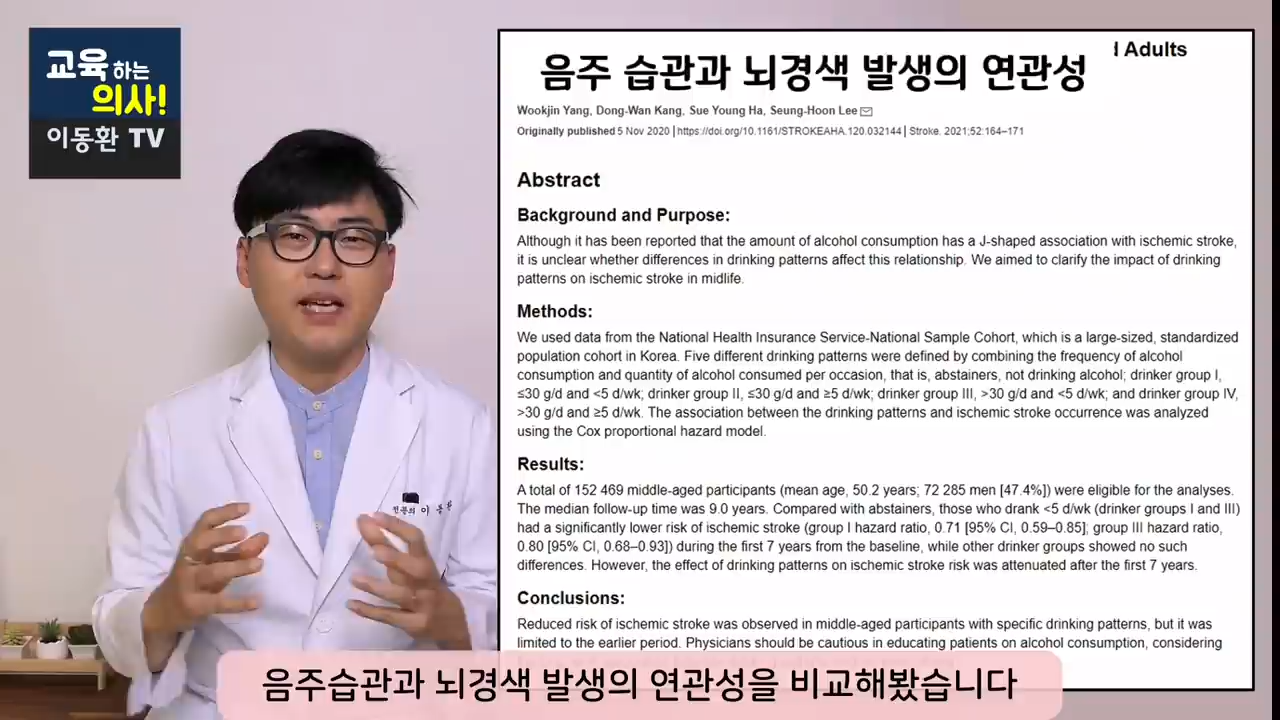 교육하는
의사!
이동환 TV
d Adults
음주 습관과 뇌경색 발생의 연관성
Wookjin Yang, Dong-Wan Kang, Sue Young Ha, Seung-Hoon Lee
Originally published 5 Nov 2020 | https://doi.org/10.1161/STROKEAHA.120.032144 | Stroke. 2021;52:164–171
Abstract
Background and Purpose:
Although it has been reported that the amount of alcohol consumption has a J-shaped association with ischemic stroke,
it is unclear whether differences in drinking patterns affect this relationship. We aimed to clarify the impact of drinking
patterns on ischemic stroke in midlife.
Methods:
We used data from the National Health Insurance Service-National Sample Cohort, which is a large-sized, standardized
population cohort in Korea. Five different drinking patterns were defined by combining the frequency of alcohol
consumption and quantity of alcohol consumed per occasion, that is, abstainers, not drinking alcohol; drinker group I,
≤30 g/d and <5 d/wk; drinker group II, ≤30 g/d and ≥5 d/wk; drinker group III, >30 g/d and <5 d/wk; and drinker group IV,
>30 g/d and ≥5 d/wk. The association between the drinking patterns and ischemic stroke occurrence was analyzed
using the Cox proportional hazard model.
Results:
A total of 152 469 middle-aged participants (mean age, 50.2 years; 72 285 men [47.4%]) were eligible for the analyses.
The median follow-up time was 9.0 years. Compared with abstainers, those who drank <5 d/wk (drinker groups I and III)
had a significantly lower risk of ischemic stroke (group I hazard ratio, 0.71 [95% CI, 0.59–0.85]; group III hazard ratio,
0.80 [95% CI, 0.68–0.93]) during the first 7 years from the baseline, while other drinker groups showed no such
differences. However, the effect of drinking patterns on ischemic stroke risk was attenuated after the first 7 years.
Conclusions:
Reduced risk of ischemic stroke was observed in middle-aged participants with specific drinking patterns, but it was
limited to the earlier period. Physicians should be cautious in educating patients on alcohol consumption, considering
전문의 이동환
음주습관과 뇌경색 발생의 연관성을 비교해봤습니다